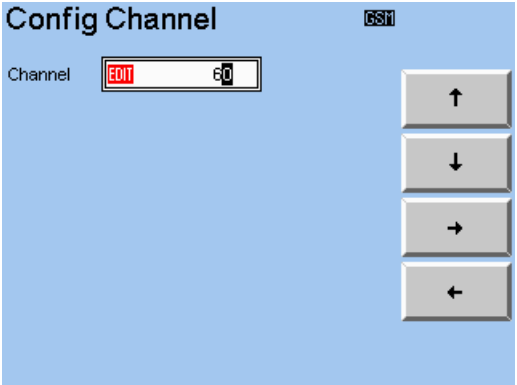 Config Channel GSM
Channel EDIT 60
↑
↓
→
←